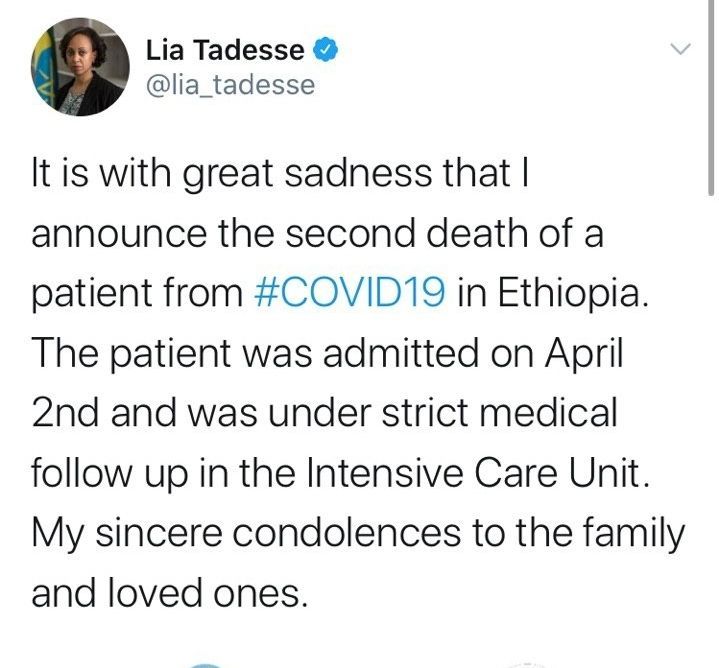 Lia Tadesse
@lia_tadesse
It is with great sadness that I
announce the second death of a
patient from #COVID19 in Ethiopia.
The patient was admitted on April
2nd and was under strict medical
follow up in the Intensive Care Unit.
My sincere condolences to the family
and loved ones.